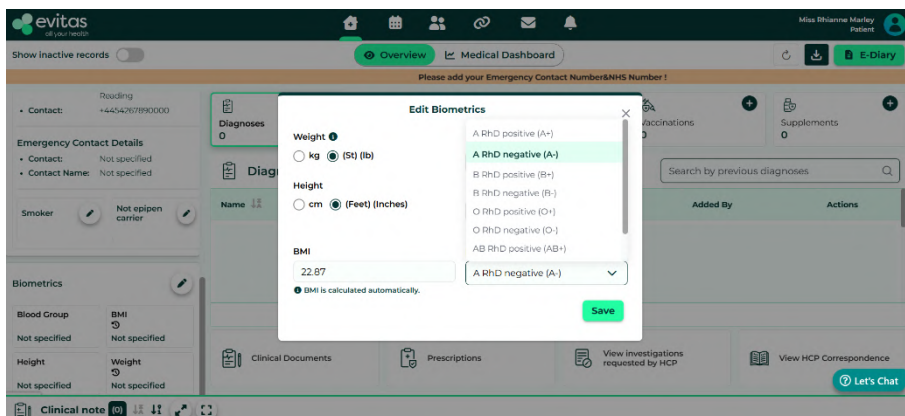 evitas
all your health
Miss Rhianne Marley
Patient
Show inactive records
Overview
Medical Dashboard
E-Diary
Please add your Emergency Contact Number&NHS Number !
Reading
• Contact: +4454267890000
Emergency Contact Details
• Contact: Not specified
• Contact Name: Not specified
Smoker
Not epipen
carrier
Biometrics
Blood Group
Not specified
BMI
Not specified
Height
Not specified
Weight
Not specified
Diagnoses
0
Vaccinations
0
Supplements
0
Diag
Search by previous diagnoses
Name
Added By
Actions
Edit Biometrics
Weight
kg (St) (lb)
Height
cm (Feet) (Inches)
BMI
22.87
BMI is calculated automatically.
A RhD positive (A+)
A RhD negative (A-)
B RhD positive (B+)
B RhD negative (B-)
O RhD positive (O+)
O RhD negative (O-)
AB RhD positive (AB+)
A RhD negative (A-)
Save
Clinical Documents
Prescriptions
View investigations
requested by HCP
View HCP Correspondence
Let's Chat
Clinical note (0)